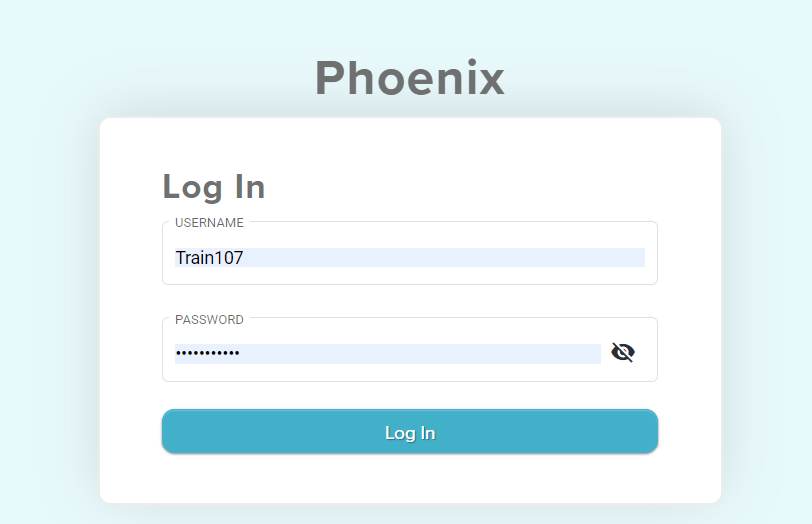 Phoenix
Log In
USERNAME
Train107
PASSWORD
•••••••••••
Log In